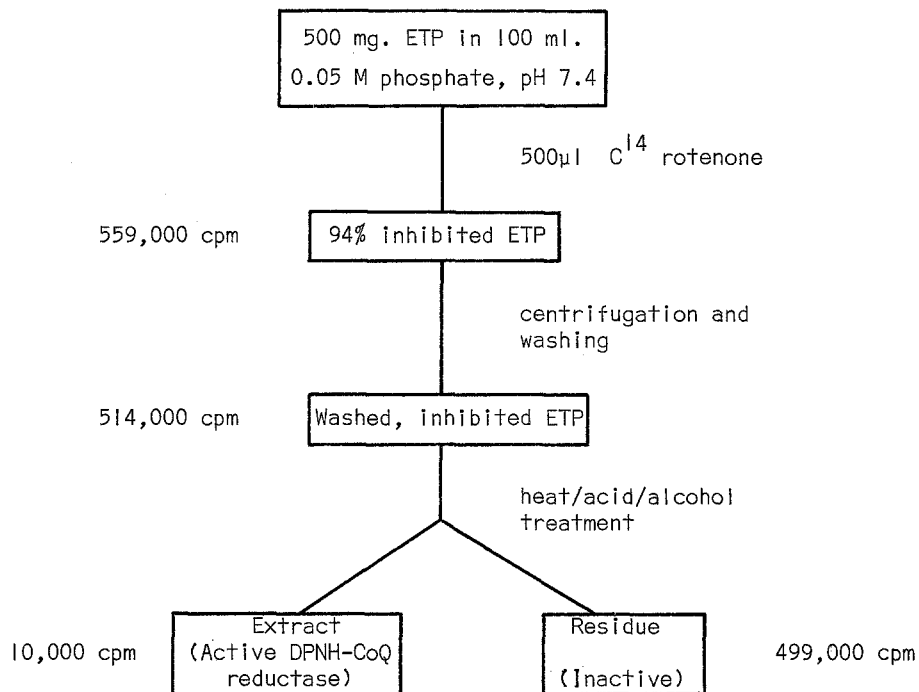 500 mg. ETP in 100 ml.
0.05 M phosphate, pH 7.4
500μl C14 rotenone
559,000 cpm
94% inhibited ETP
centrifugation and
washing
514,000 cpm
Washed, inhibited ETP
heat/acid/alcohol
treatment
10,000 cpm
Extract
(Active DPNH-CoQ
reductase)
Residue
(Inactive)
499,000 cpm